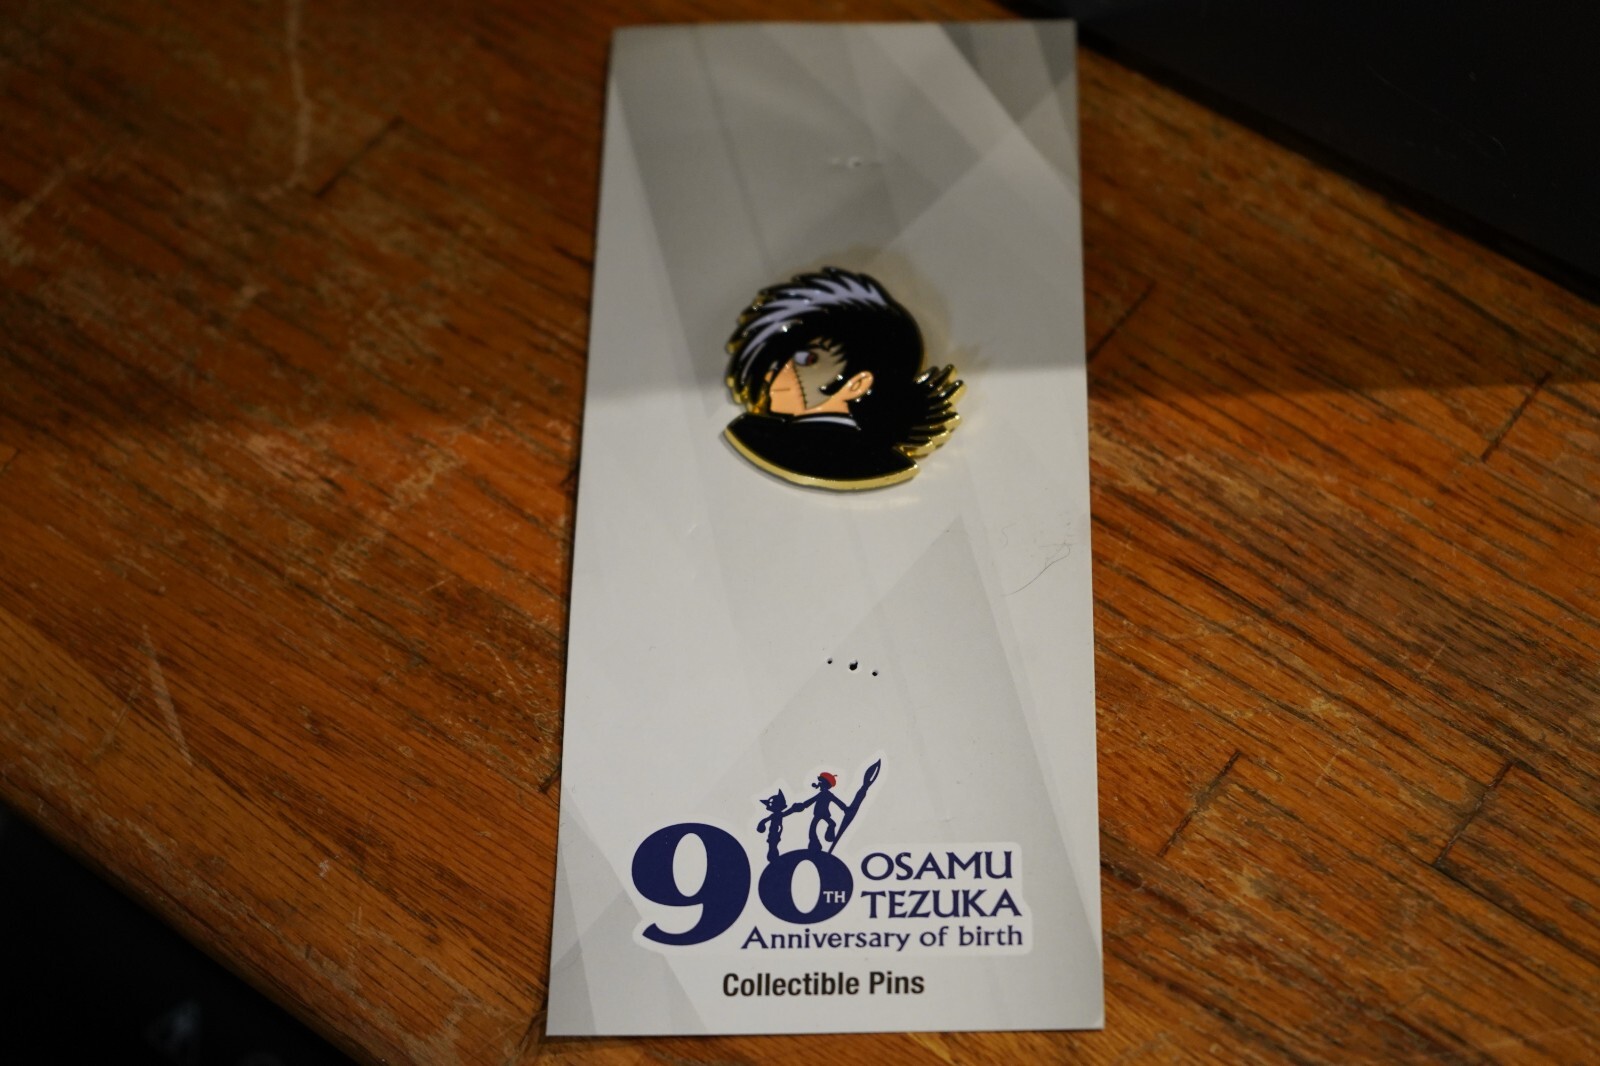 90TH
OSAMU
TEZUKA
Anniversary of birth
Collectible Pins